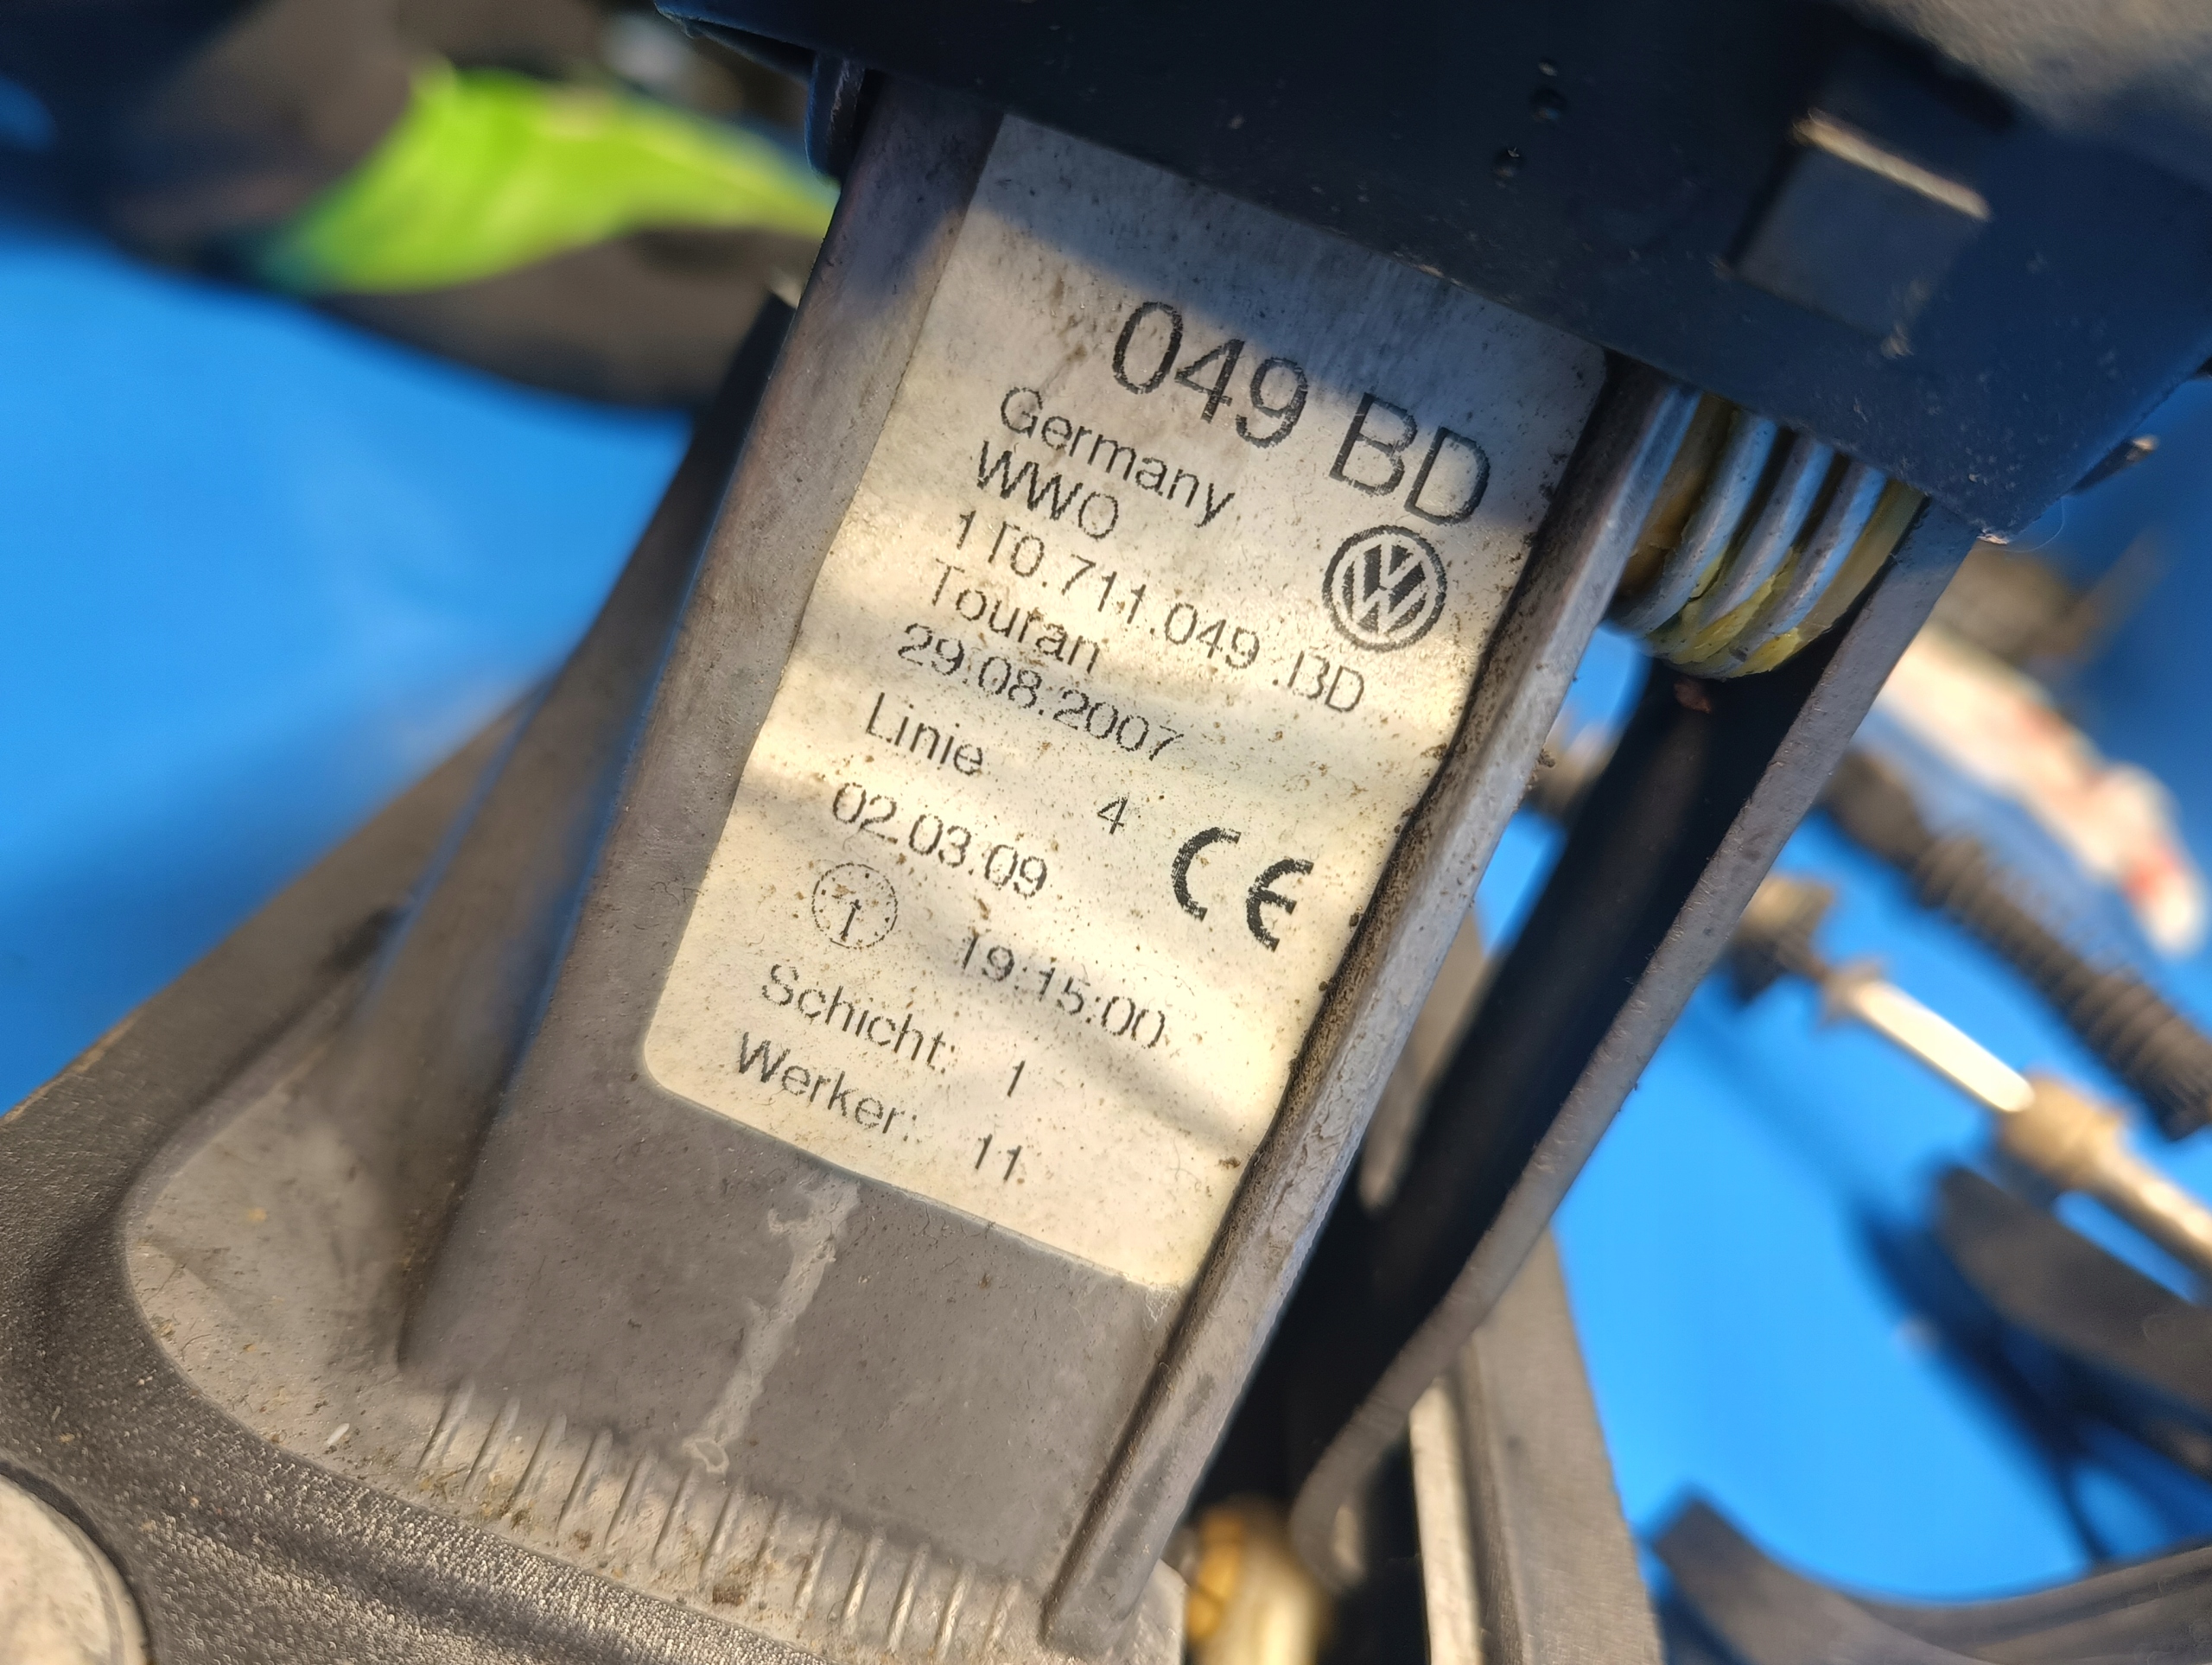 049 BD
Germany
WWO
1T0.711.049 .BD
Touran
29.08.2007
Linie 4
02.03.09 CE
19:15:00
Schicht: 1
Werker: 11